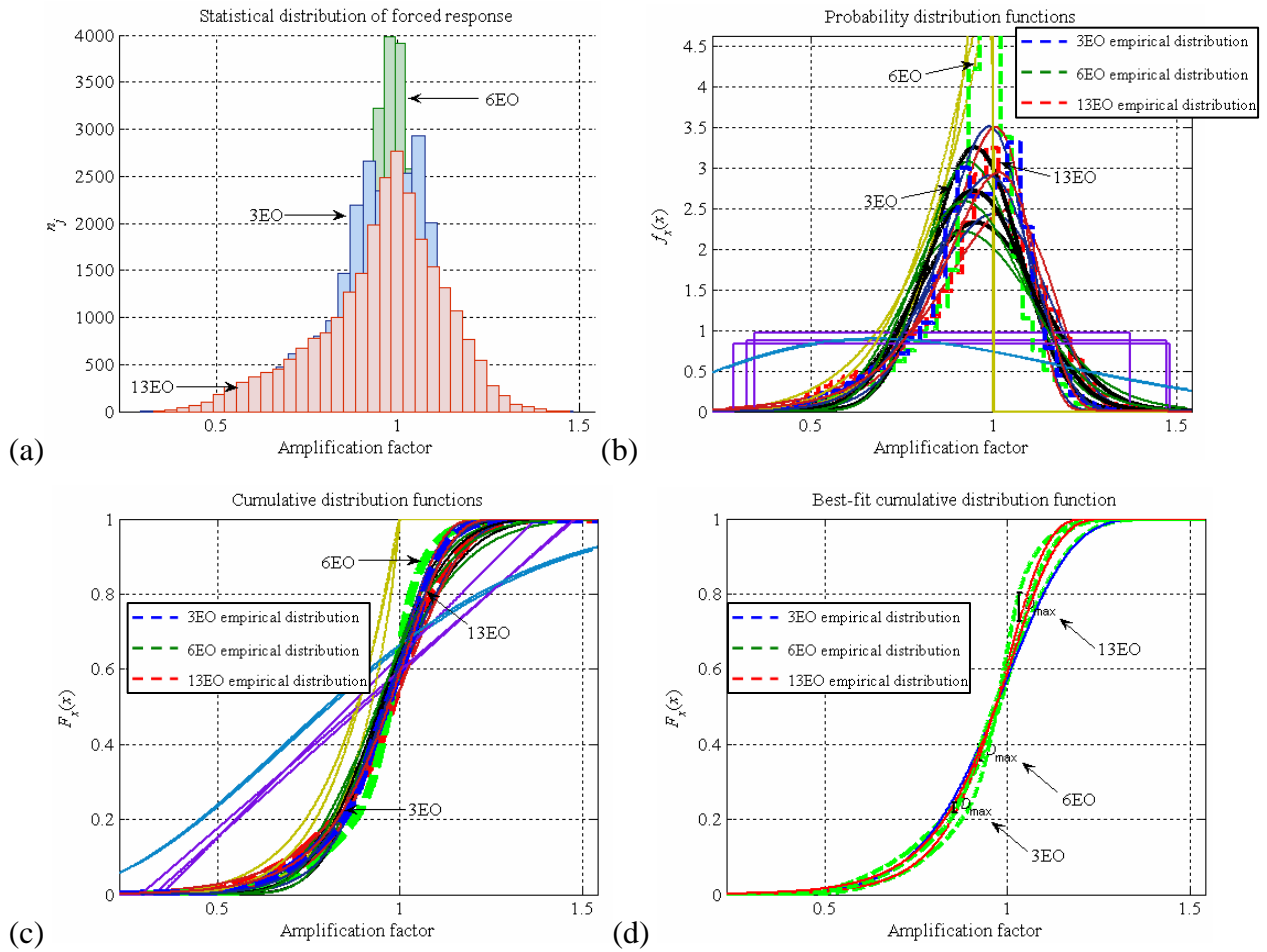 Statistical distribution of forced response
4000
3500
3000
2500
2000
1500
1000
500
0
n_j
6EO
3EO
13EO
0.5
1
1.5
Amplification factor
(a)
Probability distribution functions
4.5
4
3.5
3
2.5
2
1.5
1
0.5
0
f_x(x)
3EO empirical distribution
6EO empirical distribution
13EO empirical distribution
6EO
13EO
3EO
0.5
1
1.5
Amplification factor
(b)
Cumulative distribution functions
1
0.8
0.6
0.4
0.2
0
F_x(x)
6EO
3EO empirical distribution
6EO empirical distribution
13EO empirical distribution
13EO
3EO
0.5
1
1.5
Amplification factor
(c)
Best-fit cumulative distribution function
1
0.8
0.6
0.4
0.2
0
F_x(x)
3EO empirical distribution
6EO empirical distribution
13EO empirical distribution
D_max
13EO
D_max
6EO
D_max
3EO
0.5
1
1.5
Amplification factor
(d)